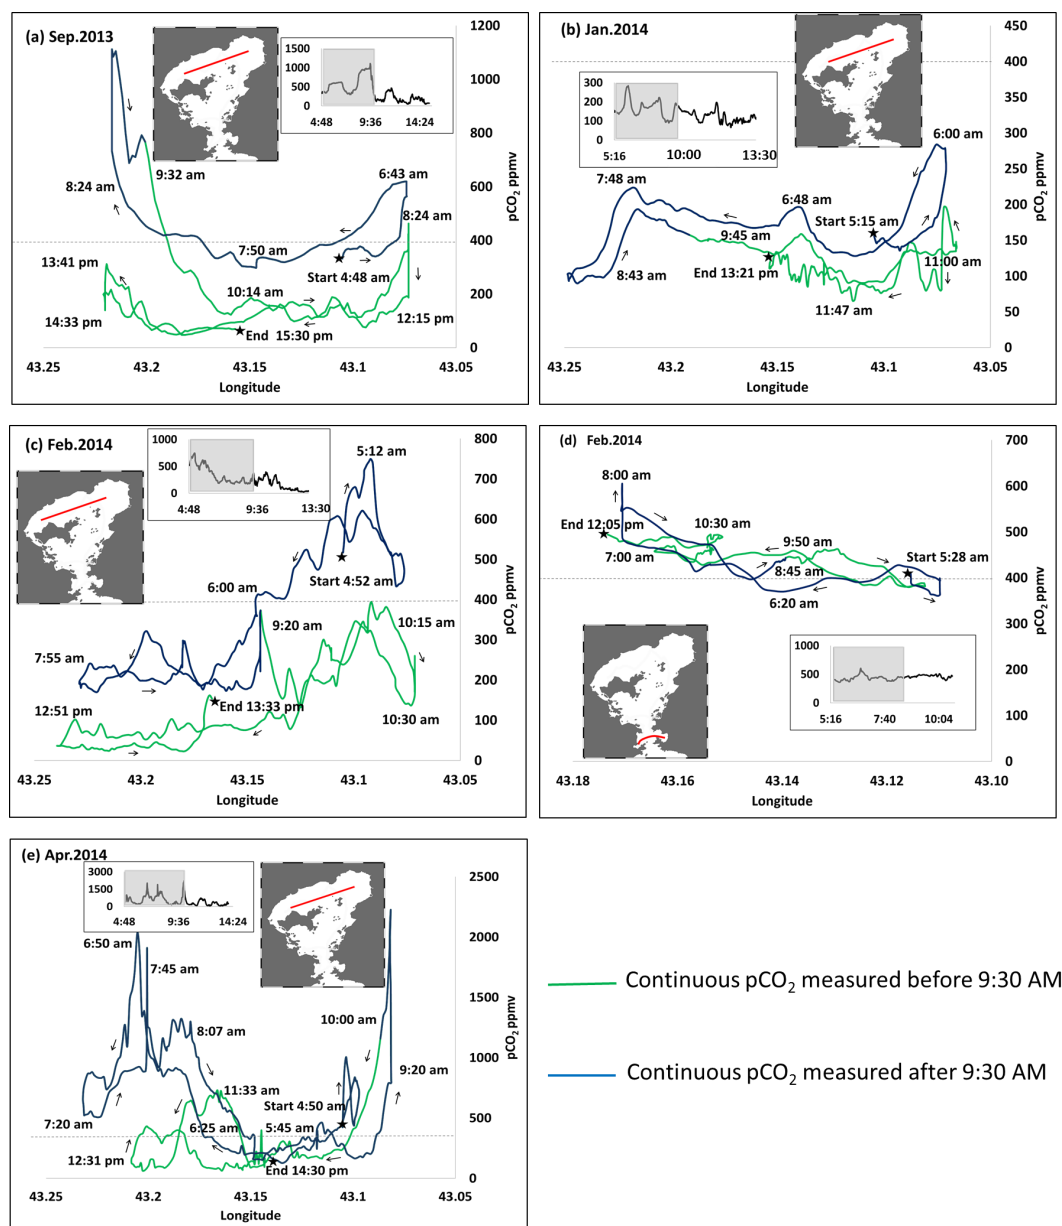 (a) Sep.2013
1500
1000
500
0
4:48 9:36 14:24
1200
1000
800
600
400
200
0
pCO2 ppmv
9:32 am
8:24 am
6:43 am
8:24 am
7:50 am
Start 4:48 am
13:41 pm
10:14 am
14:33 pm
End 15:30 pm
12:15 pm
43.25 43.2 43.15 43.1 43.05
Longitude
(b) Jan.2014
300
200
100
0
5:16 10:00 13:30
450
400
350
300
250
200
150
100
50
0
pCO2 ppmv
6:00 am
7:48 am
6:48 am
Start 5:15 am
9:45 am
8:43 am
End 13:21 pm
11:00 am
11:47 am
43.25 43.2 43.15 43.1 43.05
Longitude
(c) Feb.2014
1000
500
0
4:48 9:36 13:30
800
700
600
500
400
300
200
100
0
pCO2 ppmv
5:12 am
Start 4:52 am
6:00 am
9:20 am
10:15 am
7:55 am
12:51 pm
End 13:33 pm
10:30 am
43.25 43.2 43.15 43.1 43.05
Longitude
(d) Feb.2014
700
600
500
400
300
200
100
0
pCO2 ppmv
8:00 am
End 12:05 pm
10:30 am
9:50 am
7:00 am
Start 5:28 am
8:45 am
6:20 am
1000
500
0
5:16 7:40 10:04
43.18 43.16 43.14 43.12 43.10
Longitude
(e) Apr.2014
3000
1500
0
4:48 9:36 14:24
2500
2000
1500
1000
500
0
pCO2 ppmv
6:50 am
7:45 am
8:07 am
10:00 am
9:20 am
11:33 am
Start 4:50 am
7:20 am
6:25 am
5:45 am
12:31 pm
End 14:30 pm
43.25 43.2 43.15 43.1 43.05
Longitude
Continuous pCO2 measured before 9:30 AM
Continuous pCO2 measured after 9:30 AM